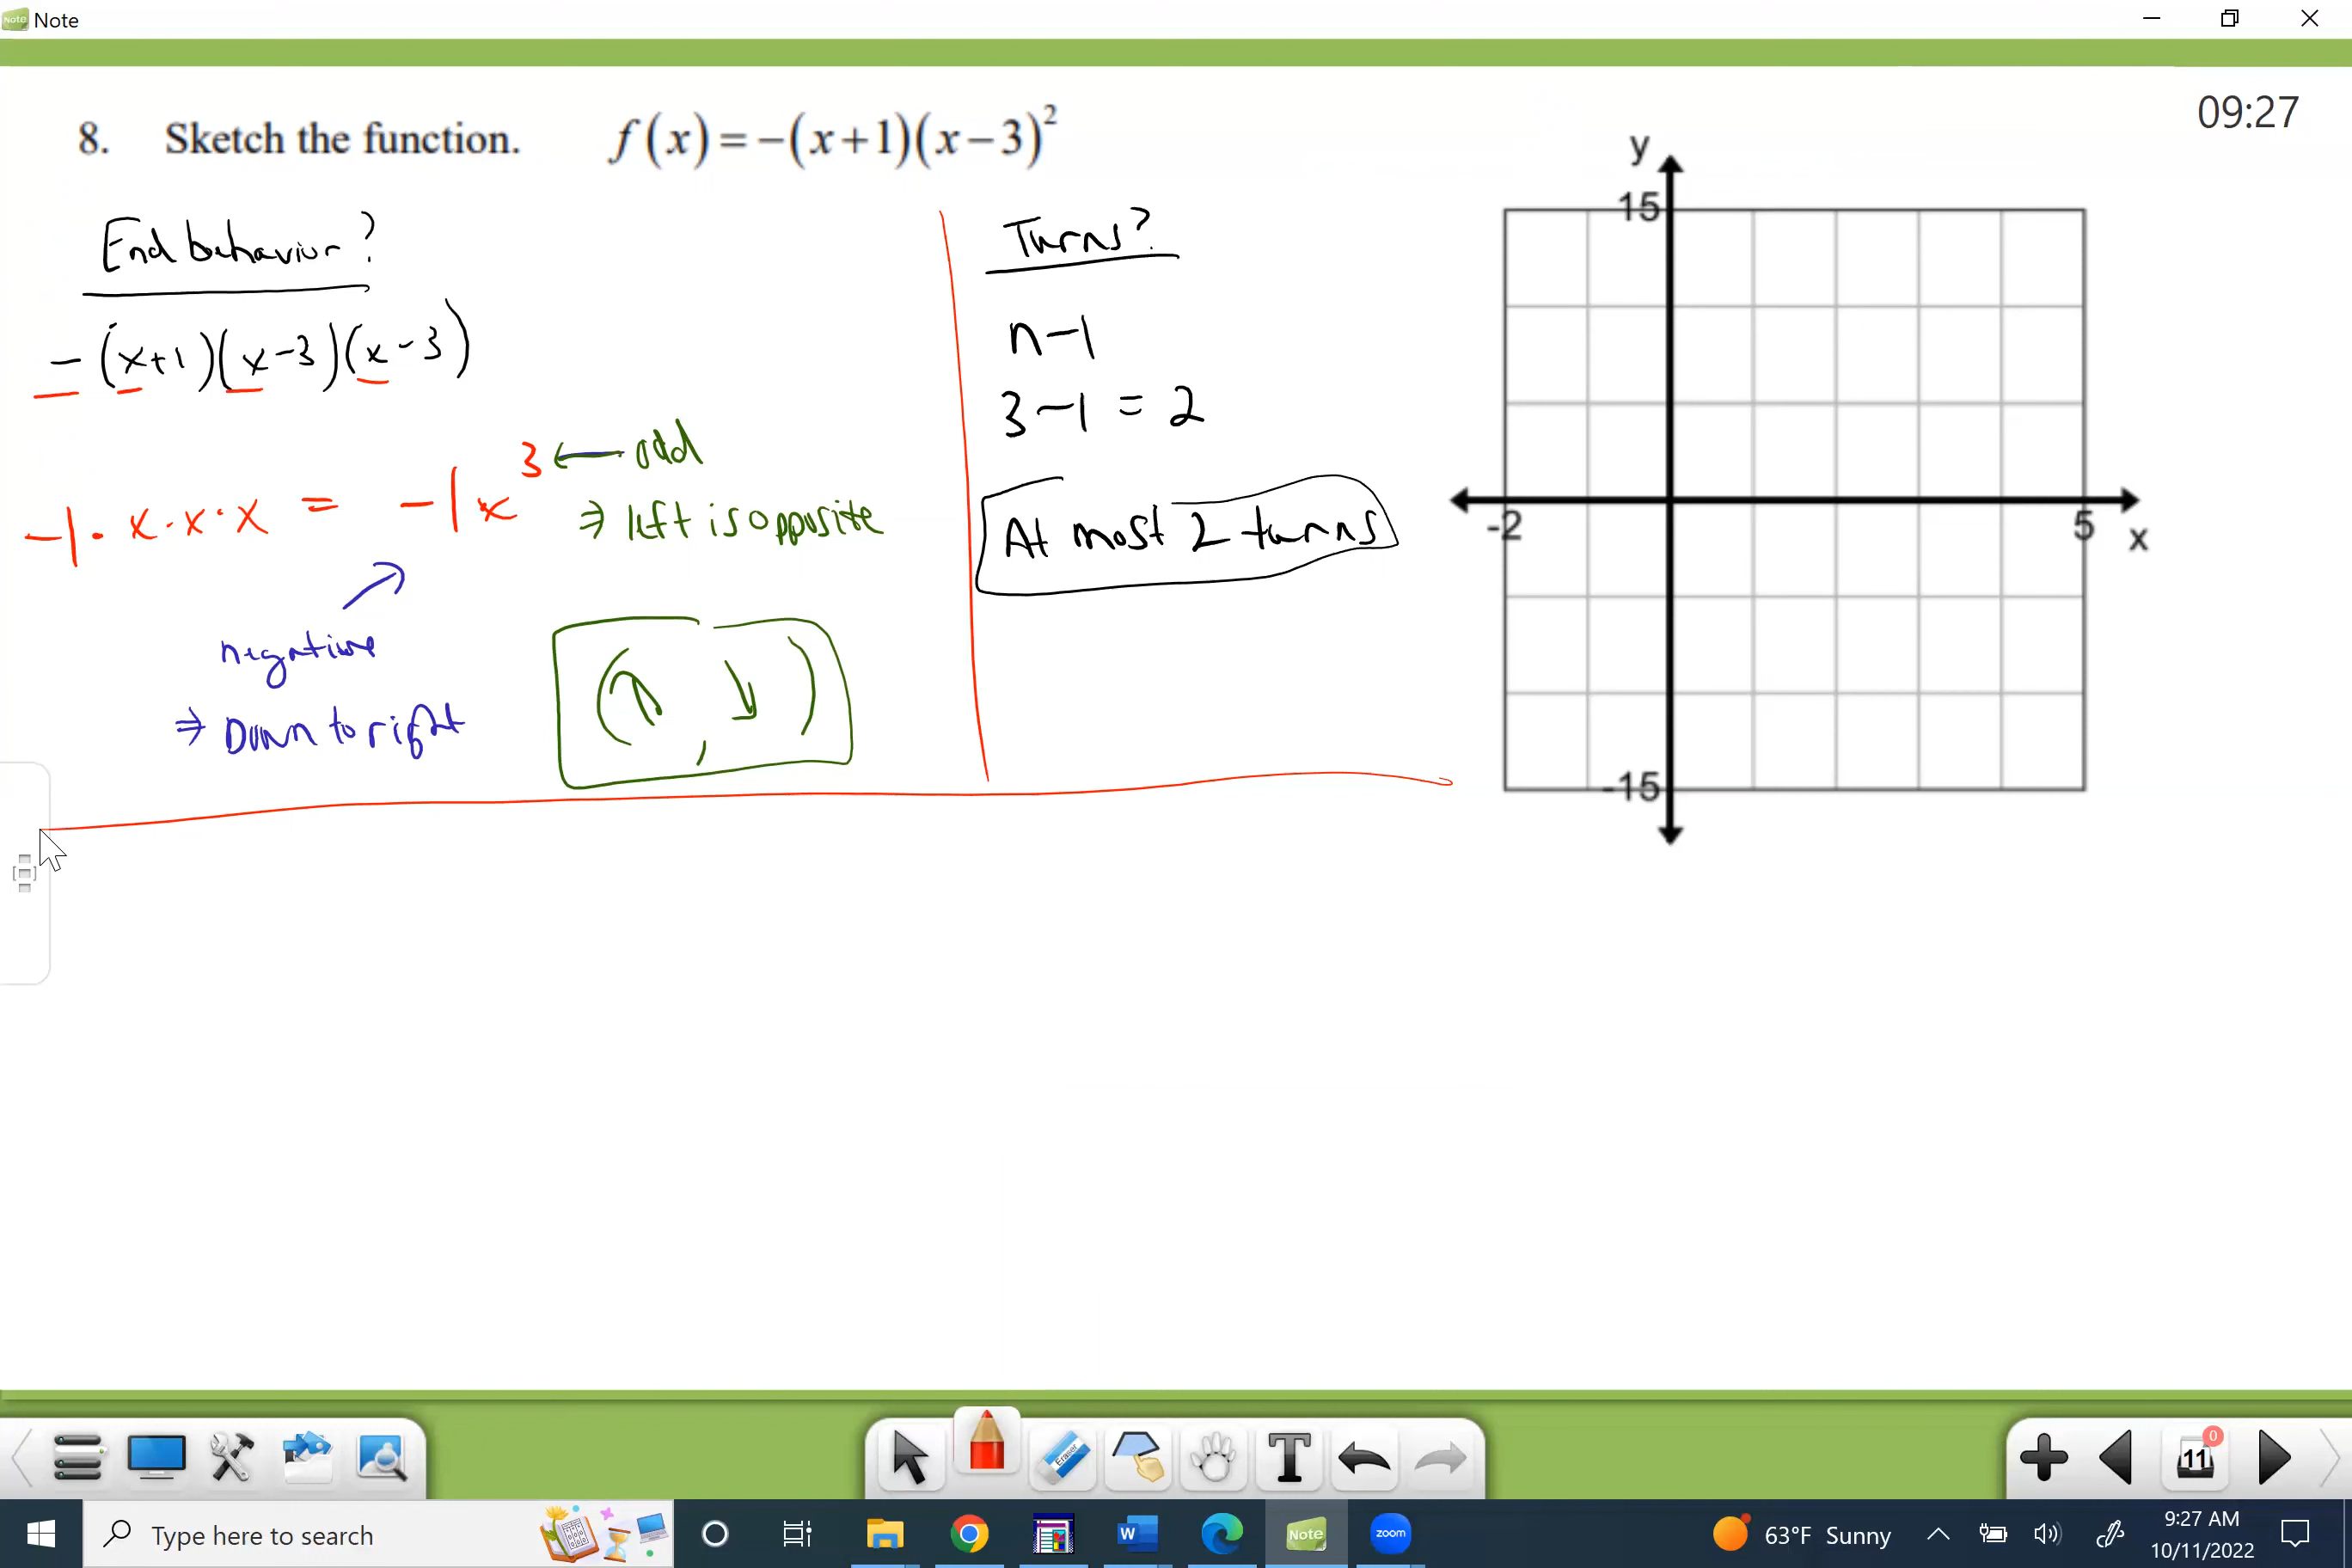 Note
09:27
8. Sketch the function. f(x)=-(x+1)(x-3)²
End behavior?
-(x+1)(x-3)(x-3)
-1·x·x·x = -1x³ ← odd
⇒ left is opposite
negative
⇒ Down to right
(↑, ↓)
Turns?
n-1
3-1 = 2
At most 2 turns
y
15
-2
5
x
-15
Eraser
T
11
0
Type here to search
W
Note
zoom
63°F Sunny
9:27 AM
10/11/2022